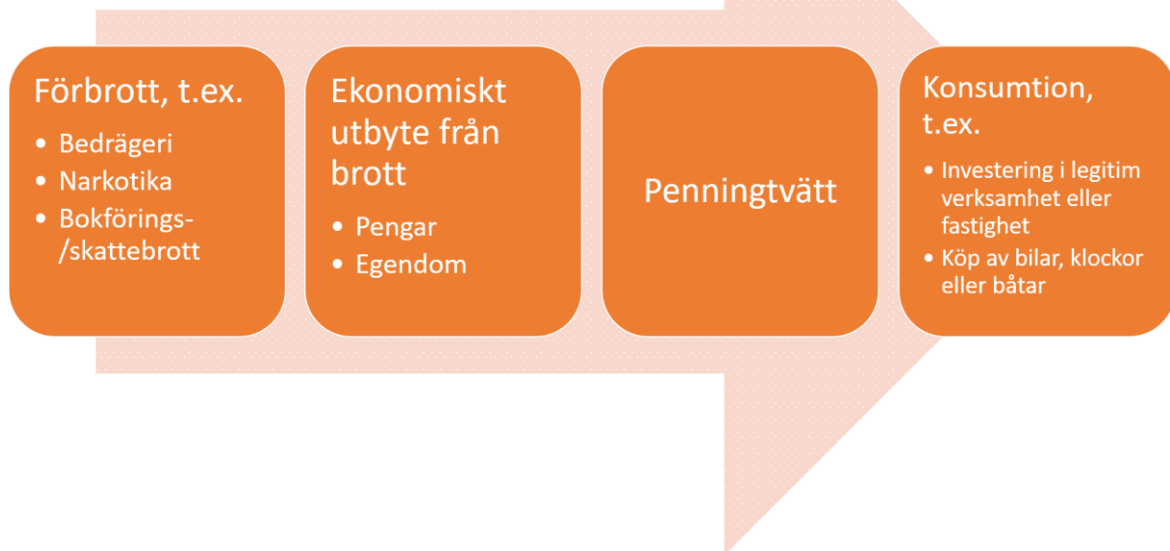 Förbrott, t.ex.
• Bedrägeri
• Narkotika
• Bokförings-
/skattebrott
Ekonomiskt
utbyte från
brott
• Pengar
• Egendom
Penningtvätt
Konsumtion,
t.ex.
• Investering i legitim
verksamhet eller
fastighet
• Köp av bilar, klockor
eller båtar